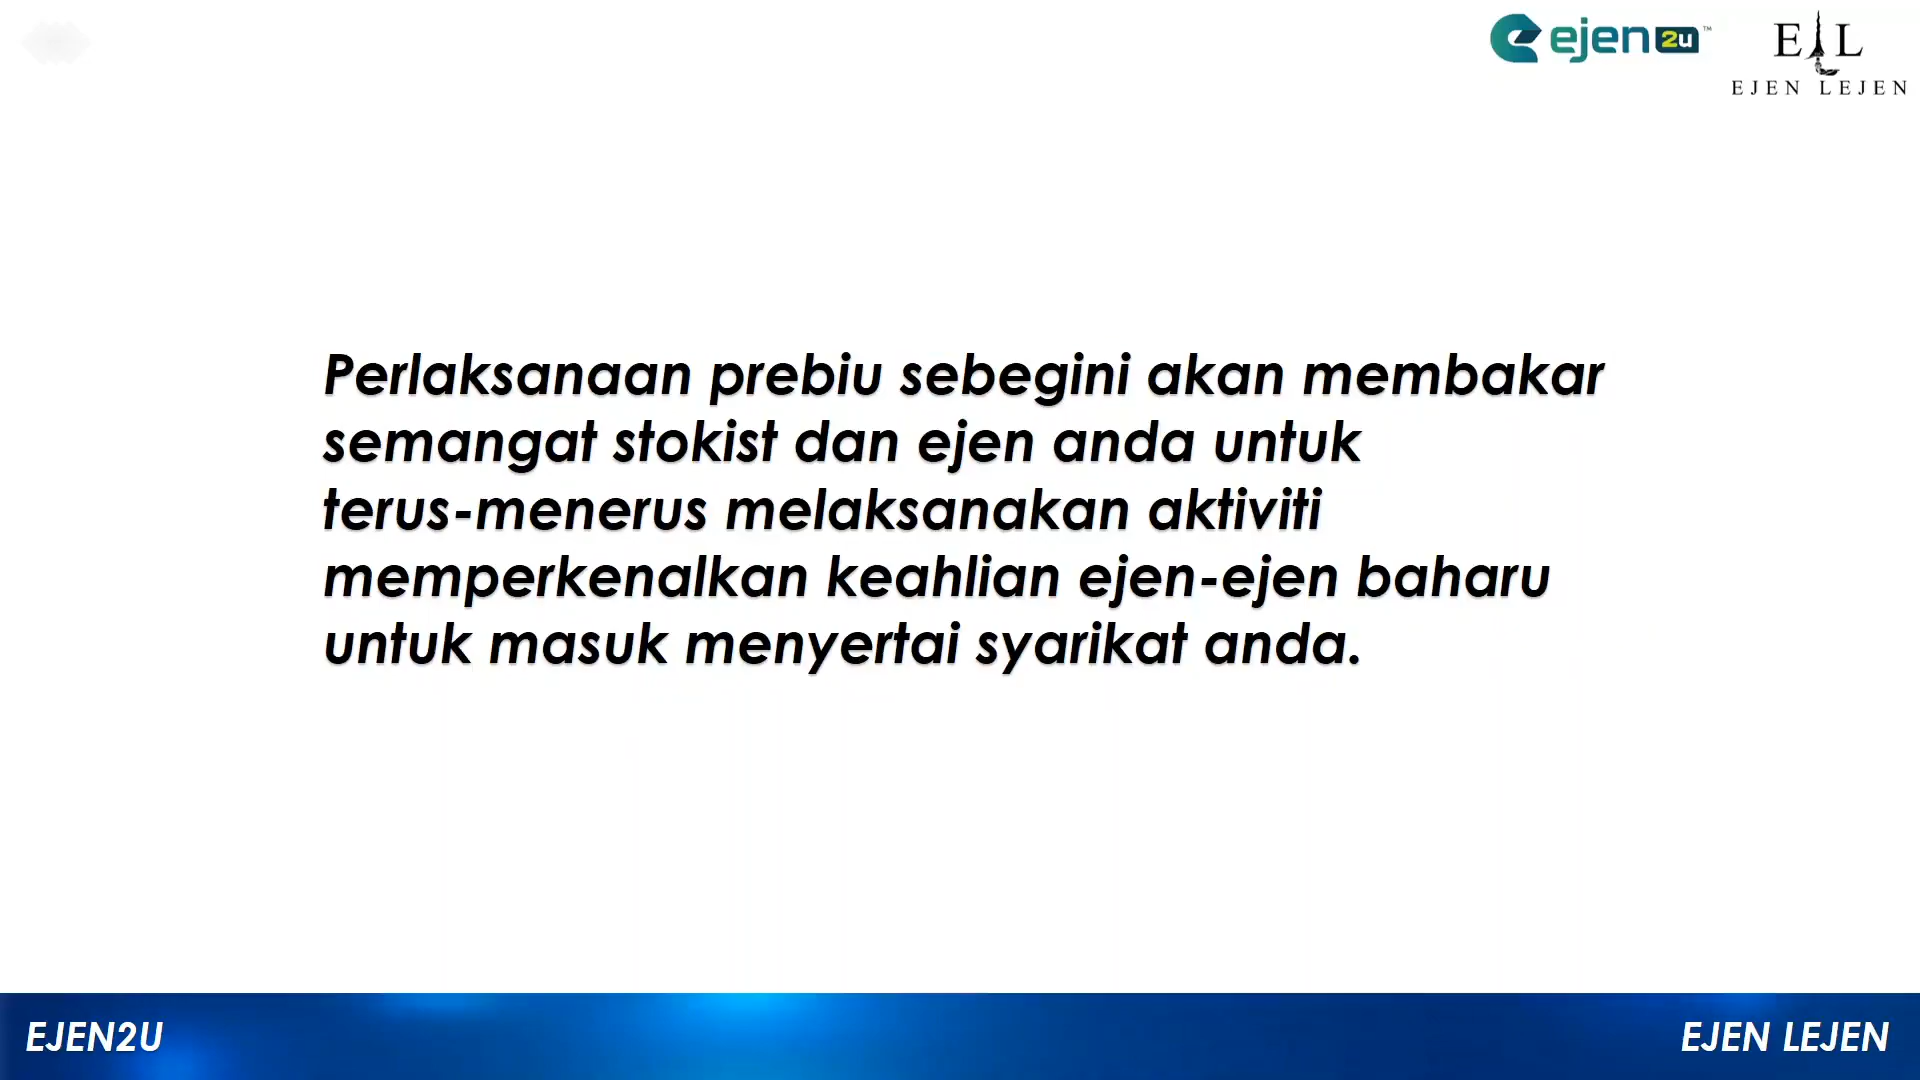 ejen2u™
E L
EJEN LEJEN
Perlaksanaan prebiu sebegini akan membakar
semangat stokist dan ejen anda untuk
terus-menerus melaksanakan aktiviti
memperkenalkan keahlian ejen-ejen baharu
untuk masuk menyertai syarikat anda.
EJEN2U
EJEN LEJEN